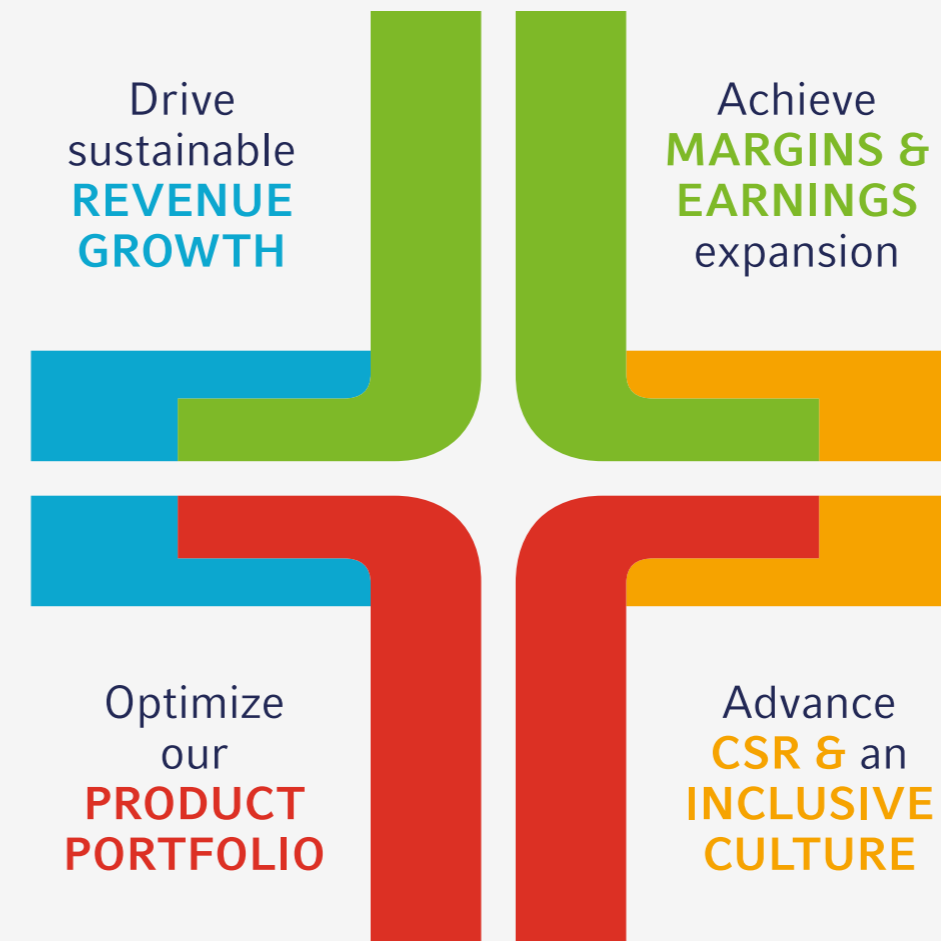 Drive
sustainable
REVENUE
GROWTH
Achieve
MARGINS &
EARNINGS
expansion
Optimize
our
PRODUCT
PORTFOLIO
Advance
CSR & an
INCLUSIVE
CULTURE